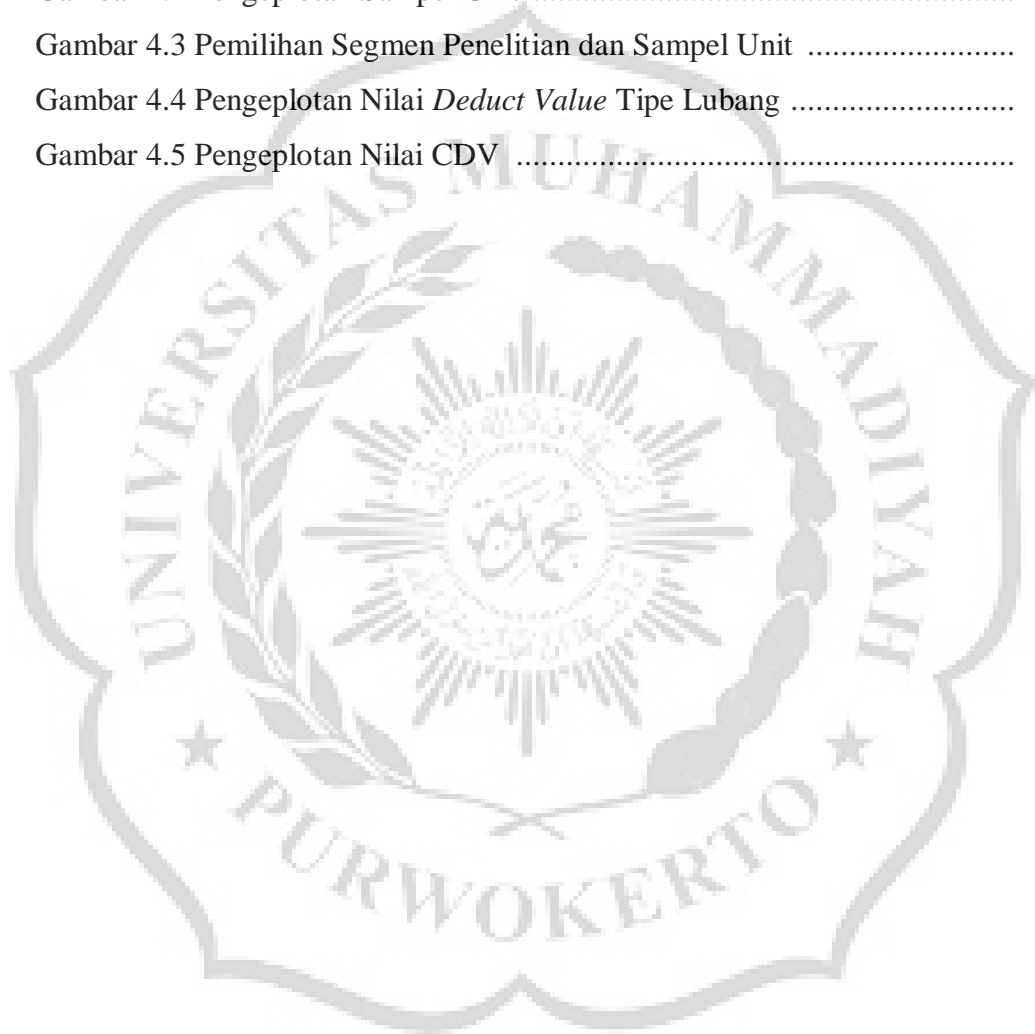 Gambar 4.3 Pemilihan Segmen Penelitian dan Sampel Unit .........................
Gambar 4.4 Pengeplotan Nilai Deduct Value Tipe Lubang ...........................
Gambar 4.5 Pengeplotan Nilai CDV ............................................................
UNIVERSITAS MUHAMMADIYAH
PURWOKERTO